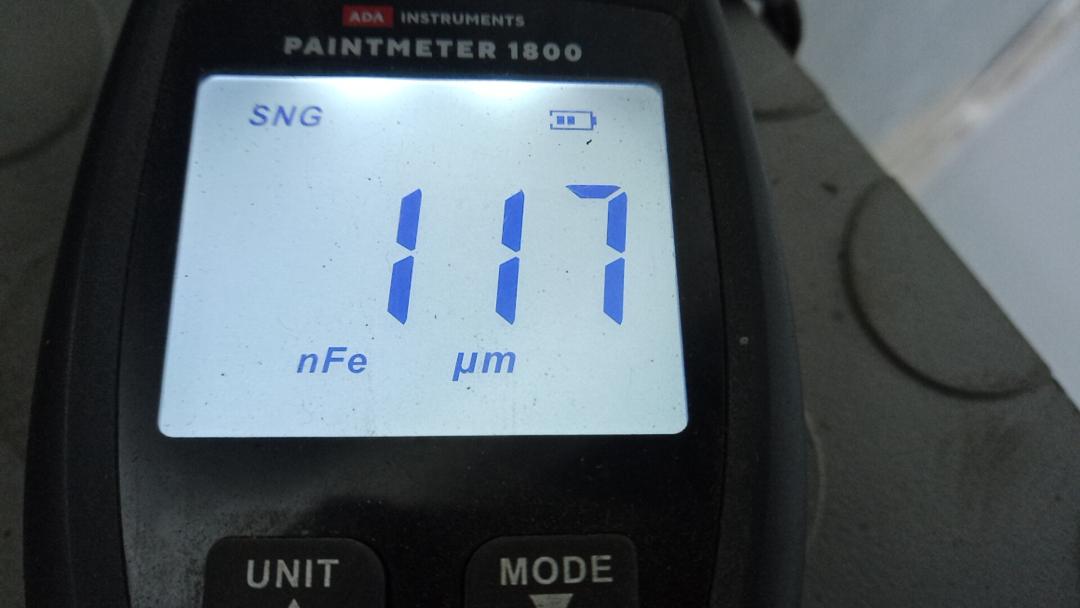 ADA INSTRUMENTS
PAINTMETER 1800
SNG
117
nFe µm
UNIT MODE